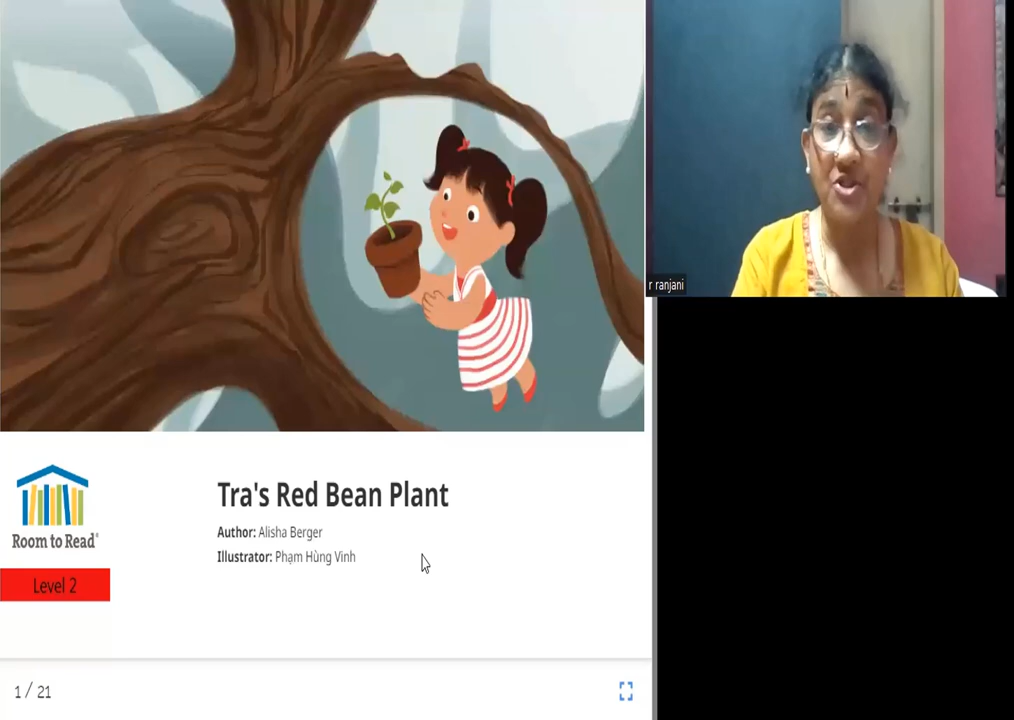 r ranjani
Room to Read®
Level 2
Tra's Red Bean Plant
Author: Alisha Berger
Illustrator: Phạm Hùng Vinh
1 / 21